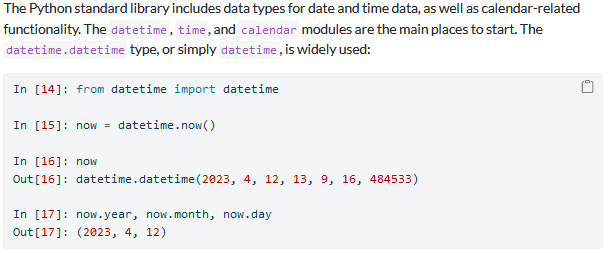 The Python standard library includes data types for date and time data, as well as calendar-related
functionality. The datetime, time, and calendar modules are the main places to start. The
datetime.datetime type, or simply datetime, is widely used:
In [14]: from datetime import datetime
In [15]: now = datetime.now()
In [16]: now
Out[16]: datetime.datetime(2023, 4, 12, 13, 9, 16, 484533)
In [17]: now.year, now.month, now.day
Out[17]: (2023, 4, 12)